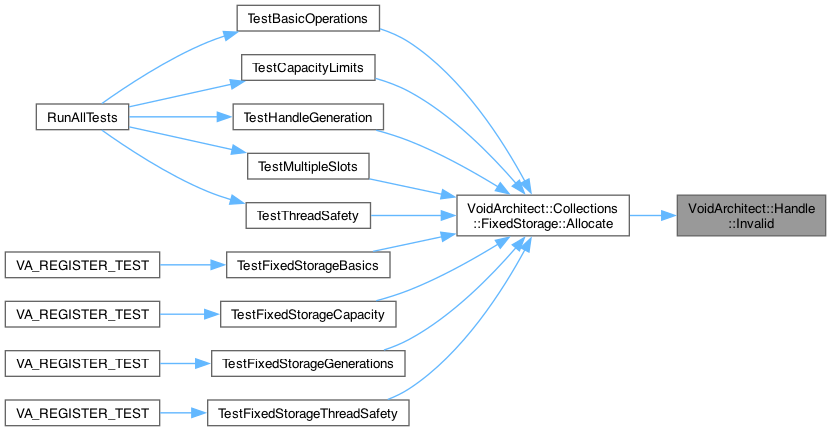 TestBasicOperations
TestCapacityLimits
RunAllTests
TestHandleGeneration
TestMultipleSlots
VoidArchitect::Collections
::FixedStorage::Allocate
VoidArchitect::Handle
::Invalid
TestThreadSafety
VA_REGISTER_TEST
TestFixedStorageBasics
VA_REGISTER_TEST
TestFixedStorageCapacity
VA_REGISTER_TEST
TestFixedStorageGenerations
VA_REGISTER_TEST
TestFixedStorageThreadSafety